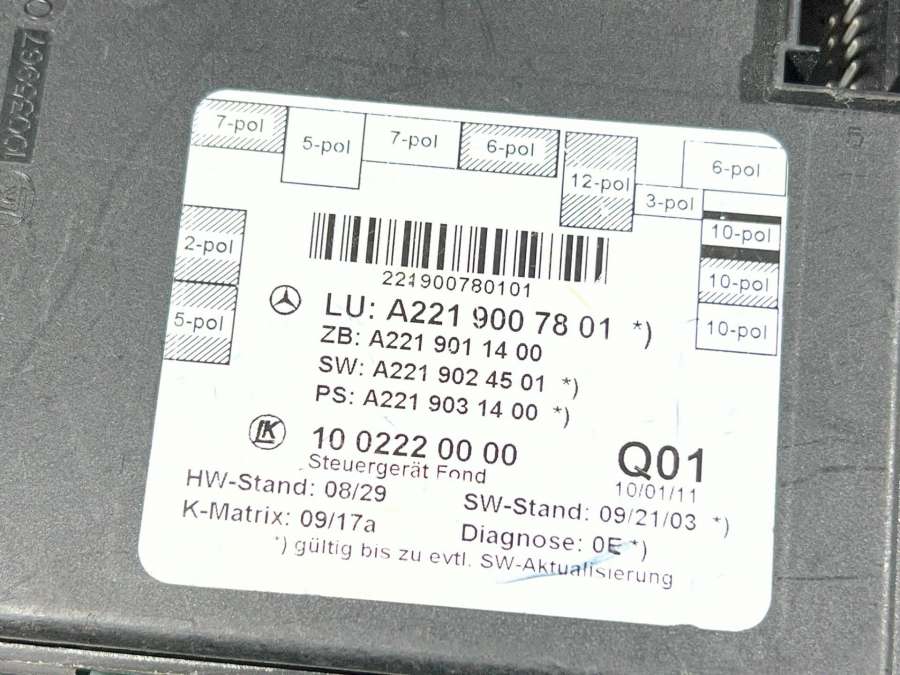 10035967 0
7-pol
5-pol
7-pol
6-pol
12-pol
3-pol
6-pol
10-pol
10-pol
10-pol
2-pol
5-pol
221900780101
LU: A221 900 78 01 *)
ZB: A221 901 14 00
SW: A221 902 45 01 *)
PS: A221 903 14 00 *)
LK 10 0222 00 00
Q01
Steuergerät Fond
10/01/11
HW-Stand: 08/29
SW-Stand: 09/21/03 *)
K-Matrix: 09/17a
Diagnose: 0E *)
*) gültig bis zu evtl. SW-Aktualisierung